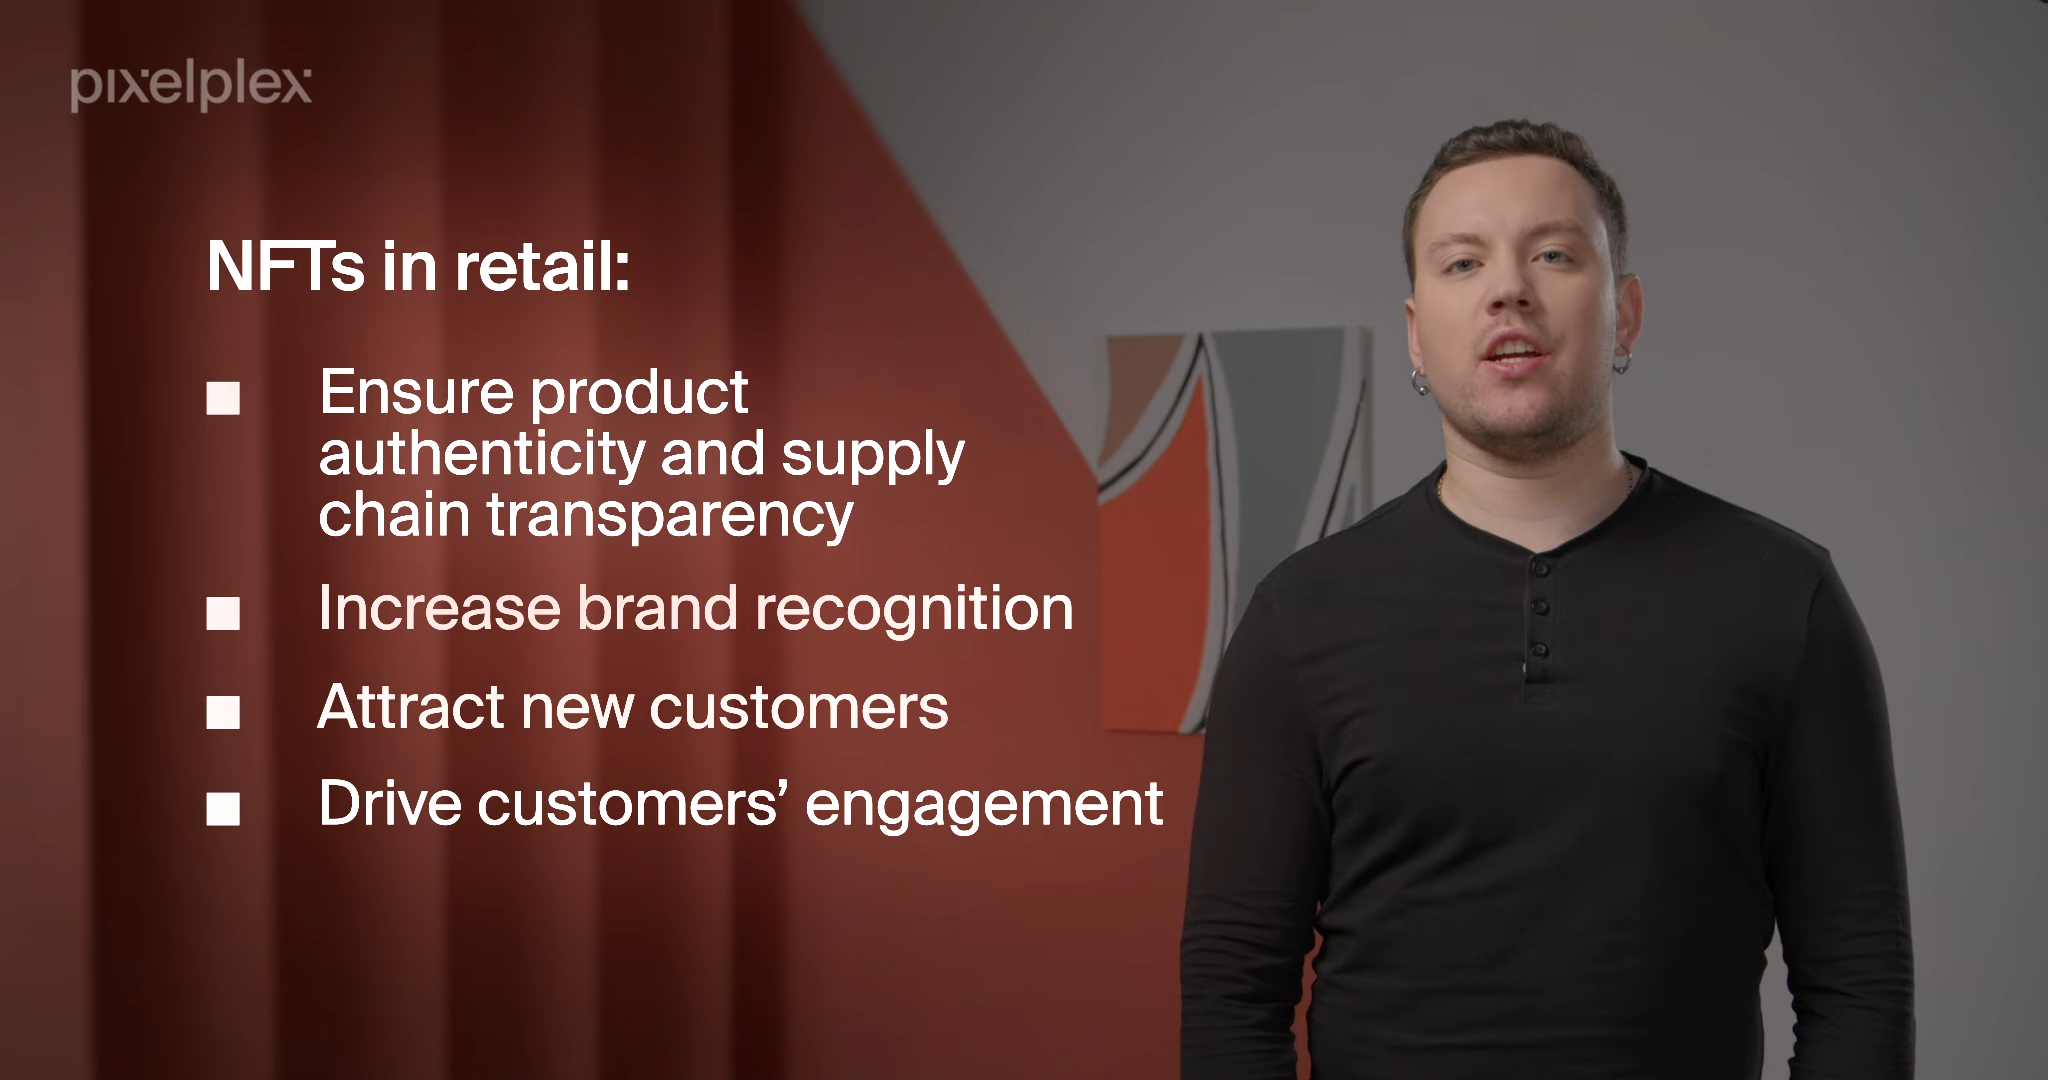 pixelplex
NFTs in retail:
Ensure product
authenticity and supply
chain transparency
Increase brand recognition
Attract new customers
Drive customers’ engagement